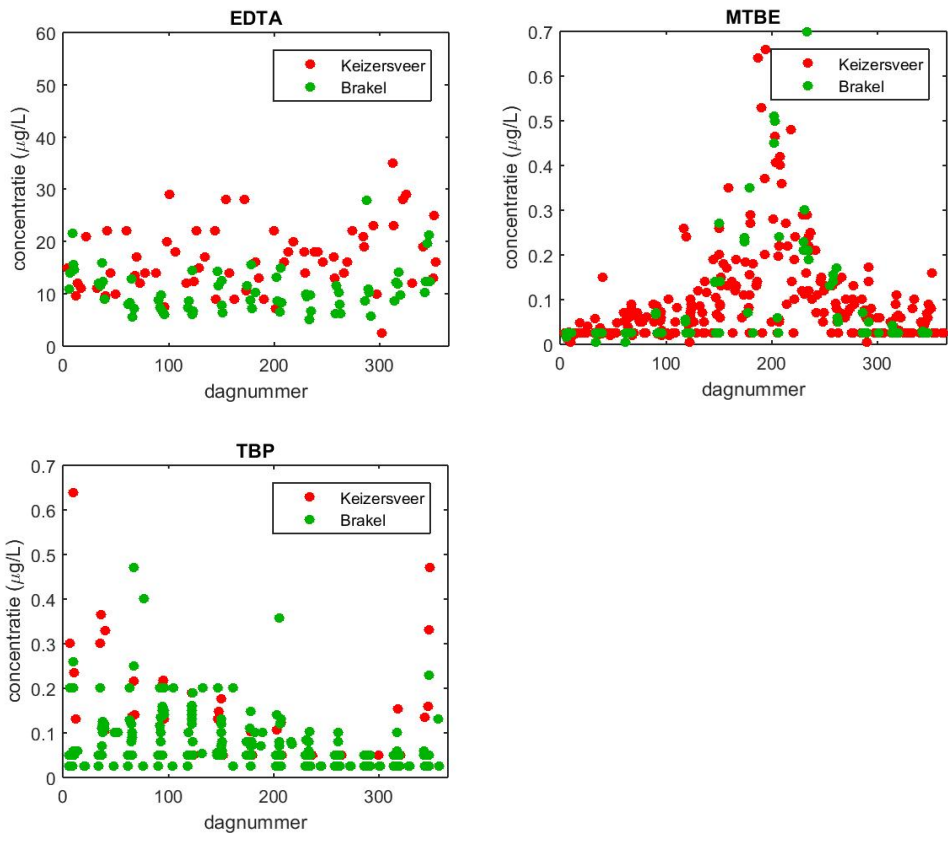 EDTA
60
50
40
30
20
10
0
concentratie (μg/L)
Keizersveer
Brakel
0 100 200 300
dagnummer
MTBE
0.7
0.6
0.5
0.4
0.3
0.2
0.1
0
concentratie (μg/L)
Keizersveer
Brakel
0 100 200 300
dagnummer
TBP
0.7
0.6
0.5
0.4
0.3
0.2
0.1
0
concentratie (μg/L)
Keizersveer
Brakel
0 100 200 300
dagnummer